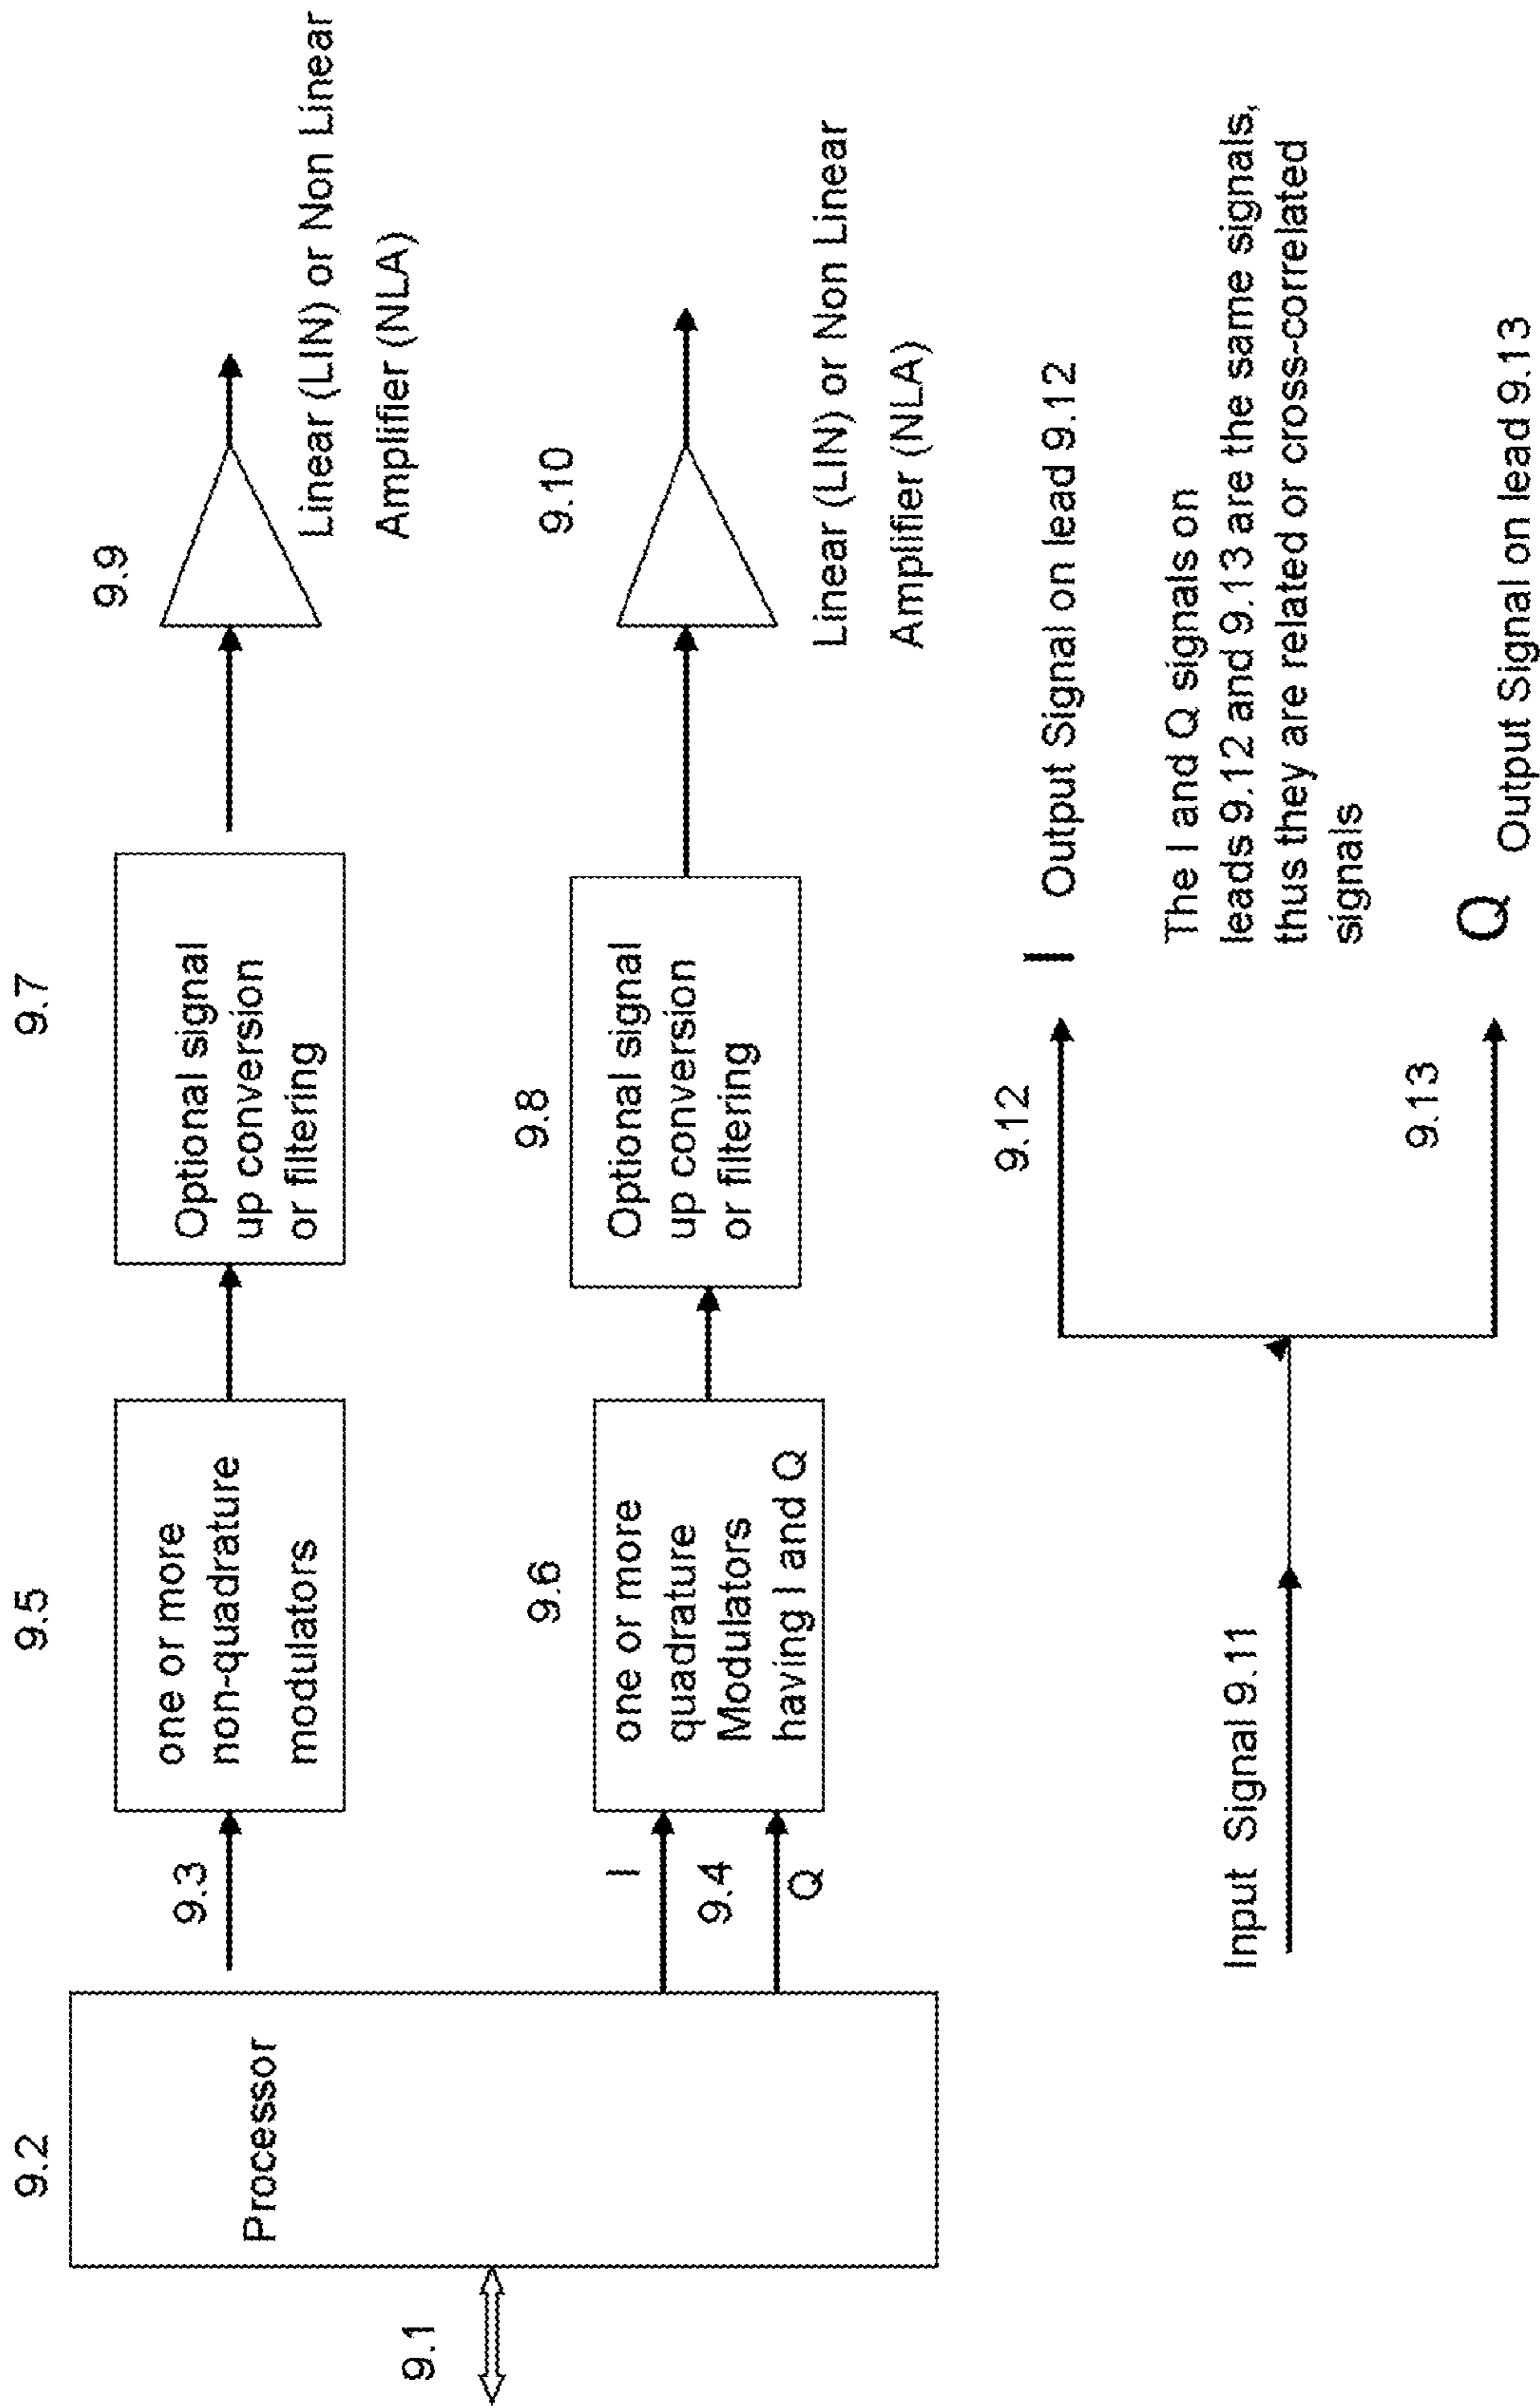 9.1
9.2
Processor
9.3
I
9.4
Q
9.5
one or more
non-quadrature
modulators
9.6
one or more
quadrature
Modulators
having I and Q
9.7
Optional signal
up conversion
or filtering
9.8
Optional signal
up conversion
or filtering
9.9
Linear (LIN) or Non Linear
Amplifier (NLA)
9.10
Linear (LIN) or Non Linear
Amplifier (NLA)
Input Signal 9.11
9.12
I Output Signal on lead 9.12
The I and Q signals on
leads 9.12 and 9.13 are the same signals,
thus they are related or cross-correlated
signals
9.13
Q Output Signal on lead 9.13